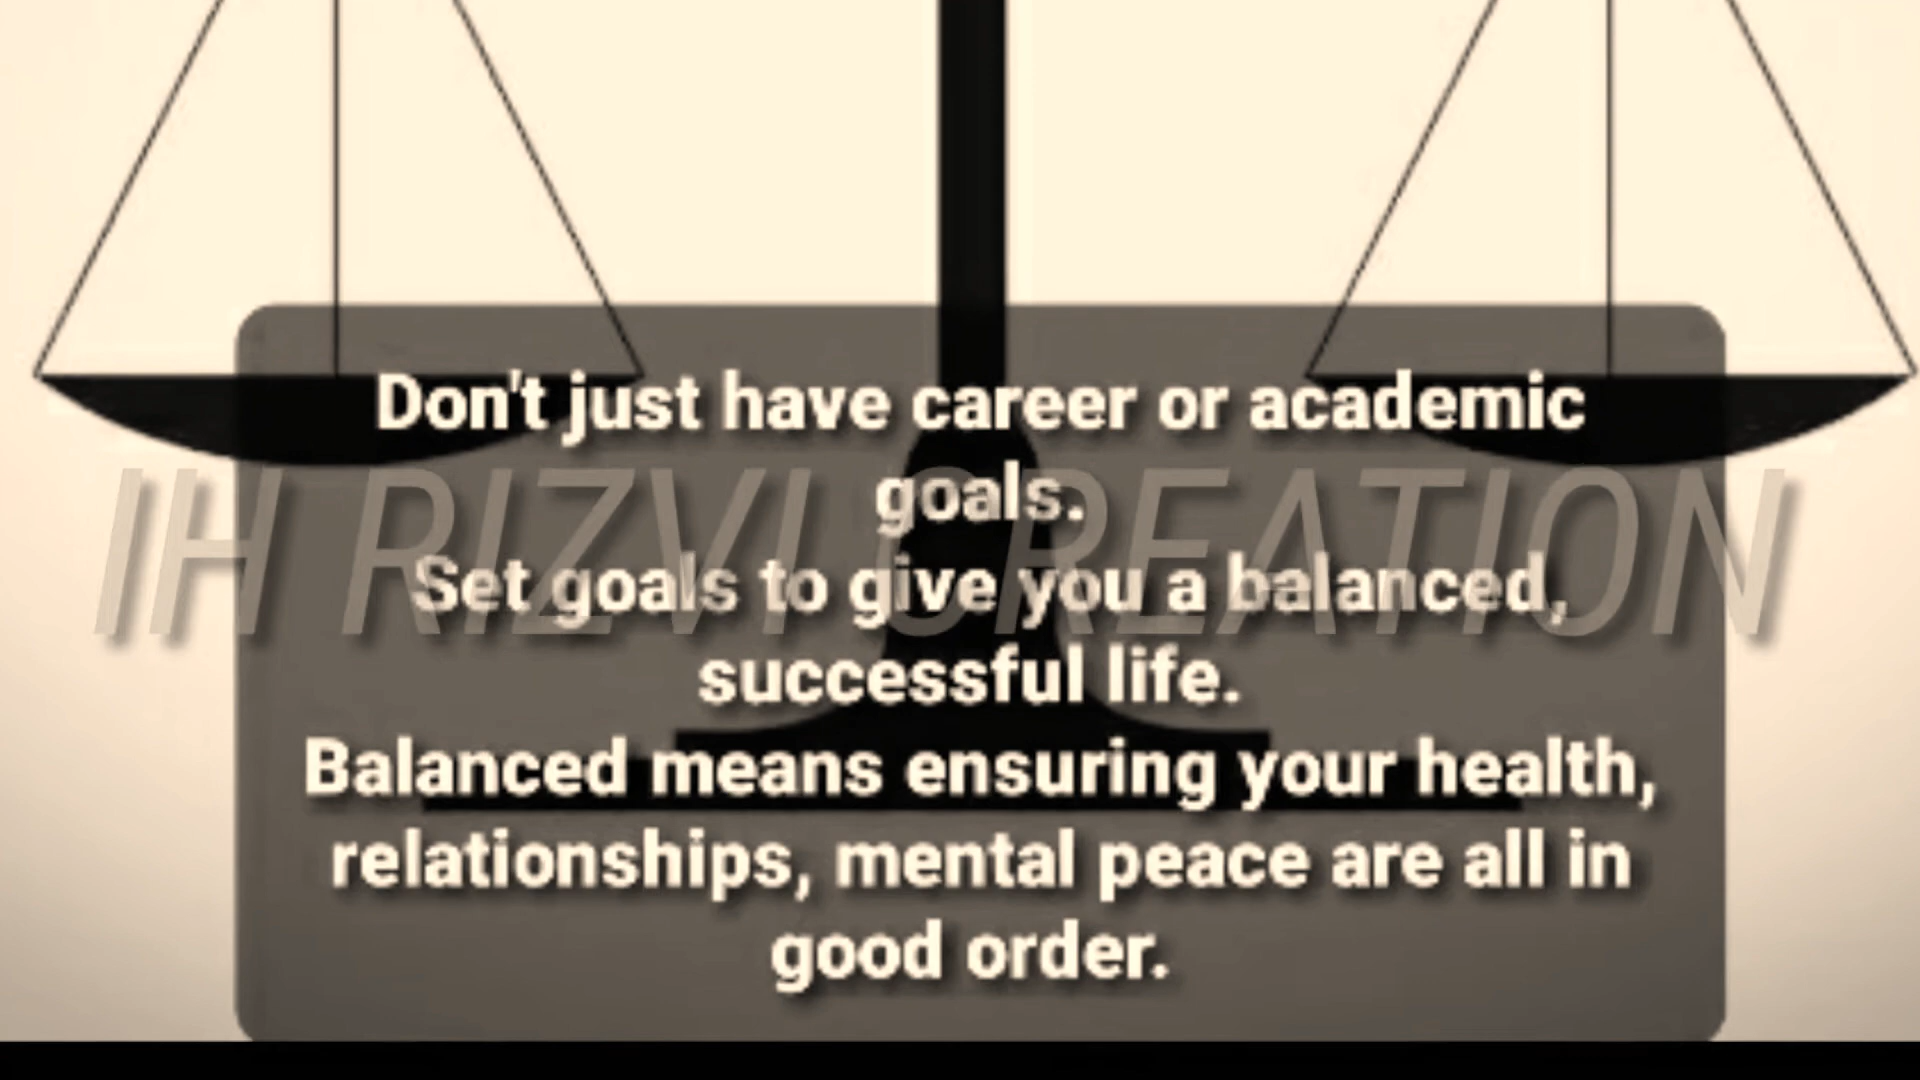 Don't just have career or academic
goals.
IH RIZVI CREATION
Set goals to give you a balanced,
successful life.
Balanced means ensuring your health,
relationships, mental peace are all in
good order.